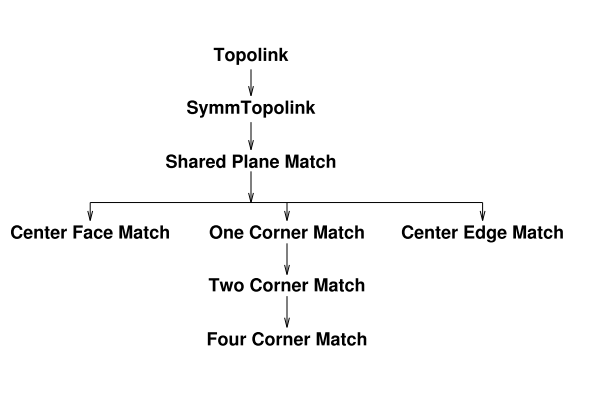 Topolink
SymmTopolink
Shared Plane Match
Center Face Match
One Corner Match
Center Edge Match
Two Corner Match
Four Corner Match